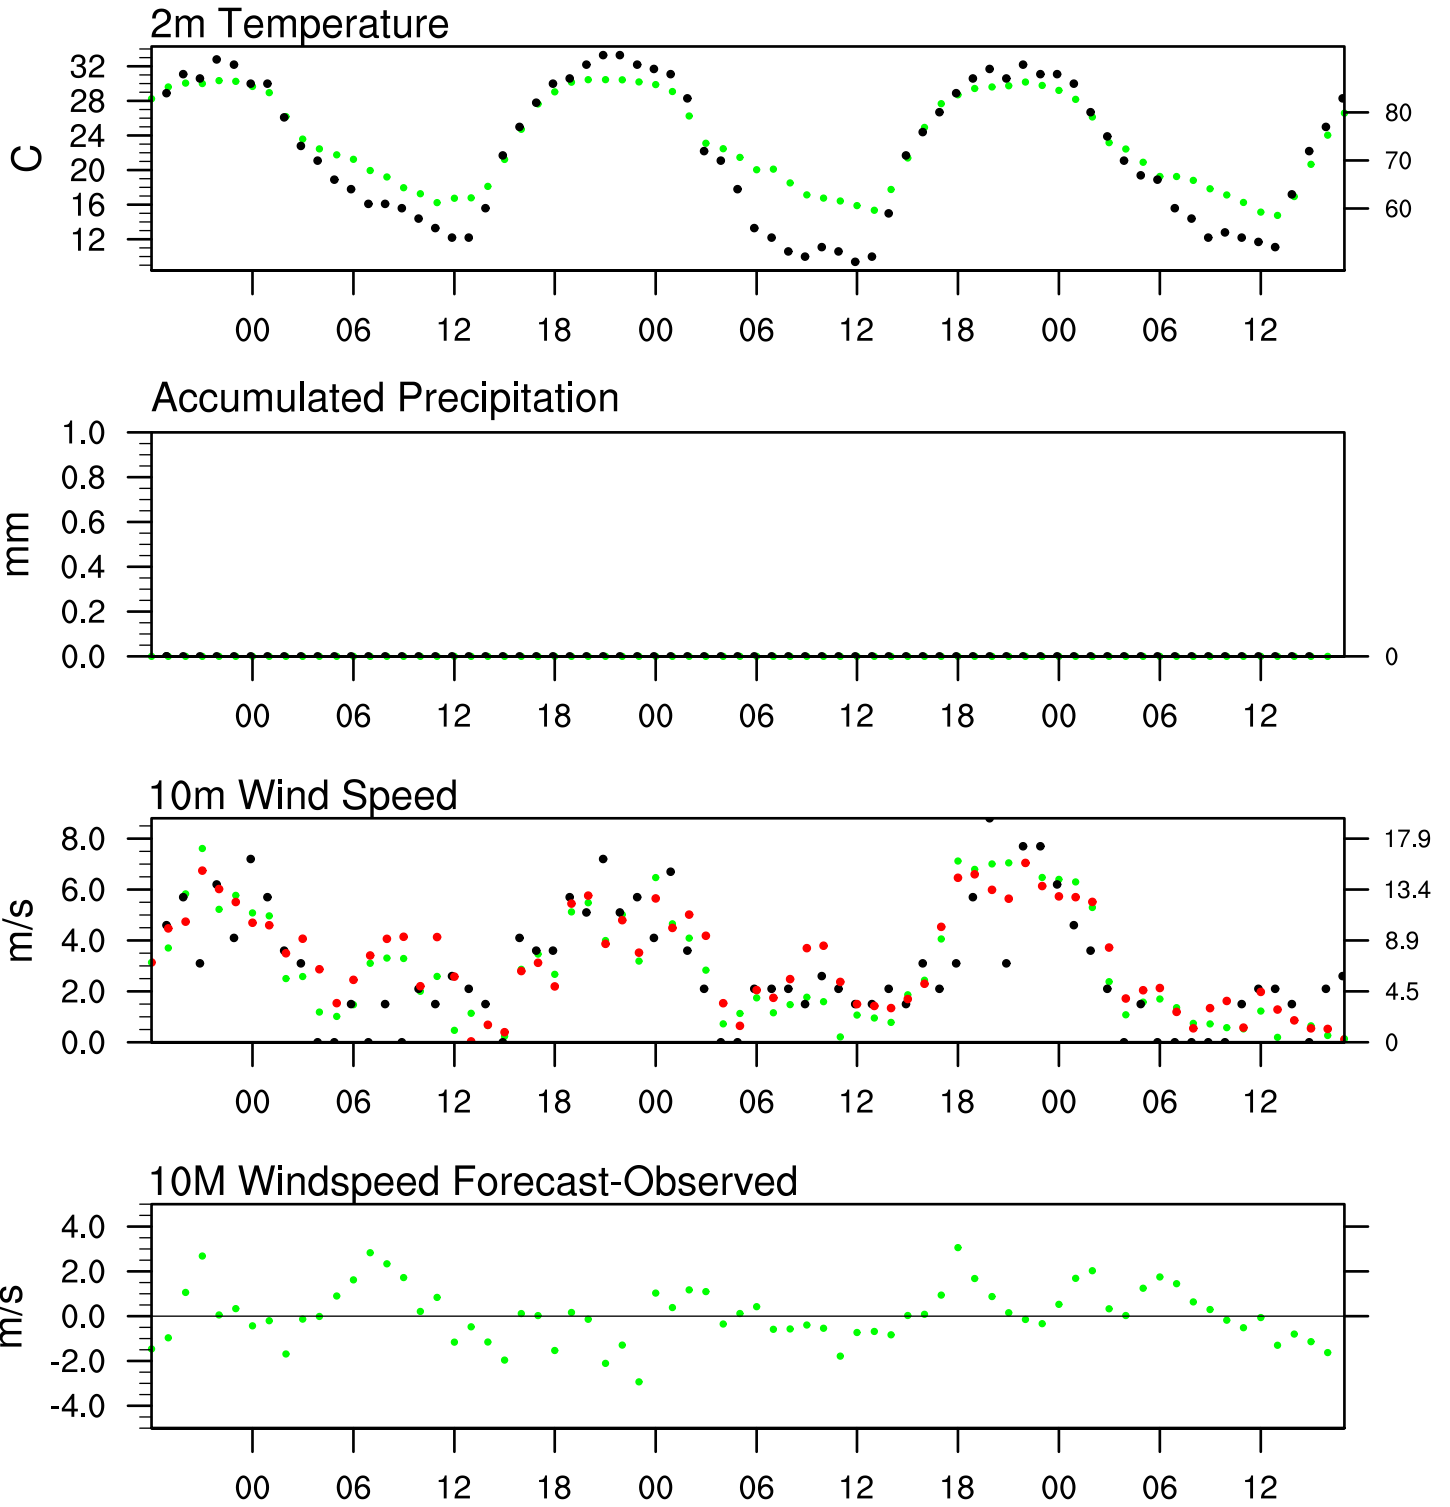 2m Temperature
32
28
24
20
16
12
C
80
70
60
00 06 12 18 00 06 12 18 00 06 12
Accumulated Precipitation
1.0
0.8
0.6
0.4
0.2
0.0
mm
0
00 06 12 18 00 06 12 18 00 06 12
10m Wind Speed
8.0
6.0
4.0
2.0
0.0
m/s
17.9
13.4
8.9
4.5
0
00 06 12 18 00 06 12 18 00 06 12
10M Windspeed Forecast-Observed
4.0
2.0
0.0
-2.0
-4.0
m/s
00 06 12 18 00 06 12 18 00 06 12